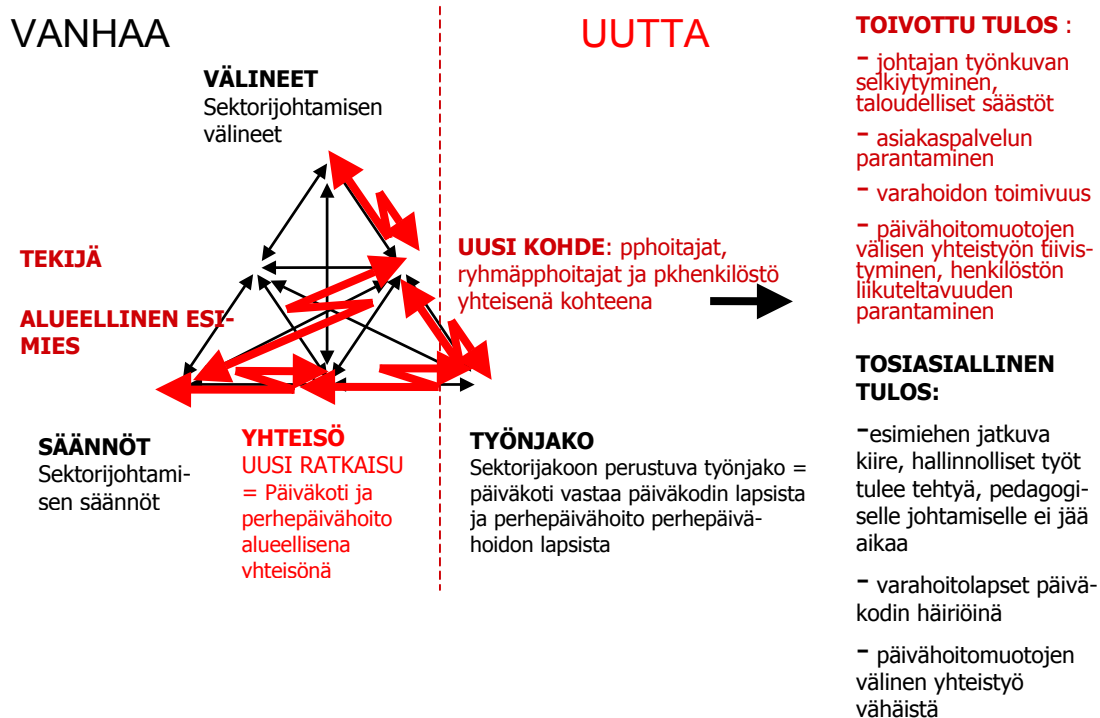 VANHAA
UUTTA
VÄLINEET
Sektorijohtamisen
välineet
TEKIJÄ
ALUEELLINEN ESI-
MIES
UUSI KOHDE: pphoitajat,
ryhmäpphoitajat ja pkhenkilöstö
yhteisenä kohteena
SÄÄNNÖT
Sektorijohtami-
sen säännöt
YHTEISÖ
UUSI RATKAISU
= Päiväkoti ja
perhepäivähoito
alueellisena
yhteisönä
TYÖNJAKO
Sektorijakoon perustuva työnjako =
päiväkoti vastaa päiväkodin lapsista
ja perhepäivähoito perhepäivä-
hoidon lapsista
TOIVOTTU TULOS :
- johtajan työnkuvan
selkiytyminen,
taloudelliset säästöt
- asiakaspalvelun
parantaminen
- varahoidon toimivuus
- päivähoitomuotojen
välisen yhteistyön tiivis-
tyminen, henkilöstön
liikuteltavuuden
parantaminen
TOSIASIALLINEN
TULOS:
-esimiehen jatkuva
kiire, hallinnolliset työt
tulee tehtyä, pedagogi-
selle johtamiselle ei jää
aikaa
- varahoitolapset päivä-
kodin häiriöinä
- päivähoitomuotojen
välinen yhteistyö
vähäistä